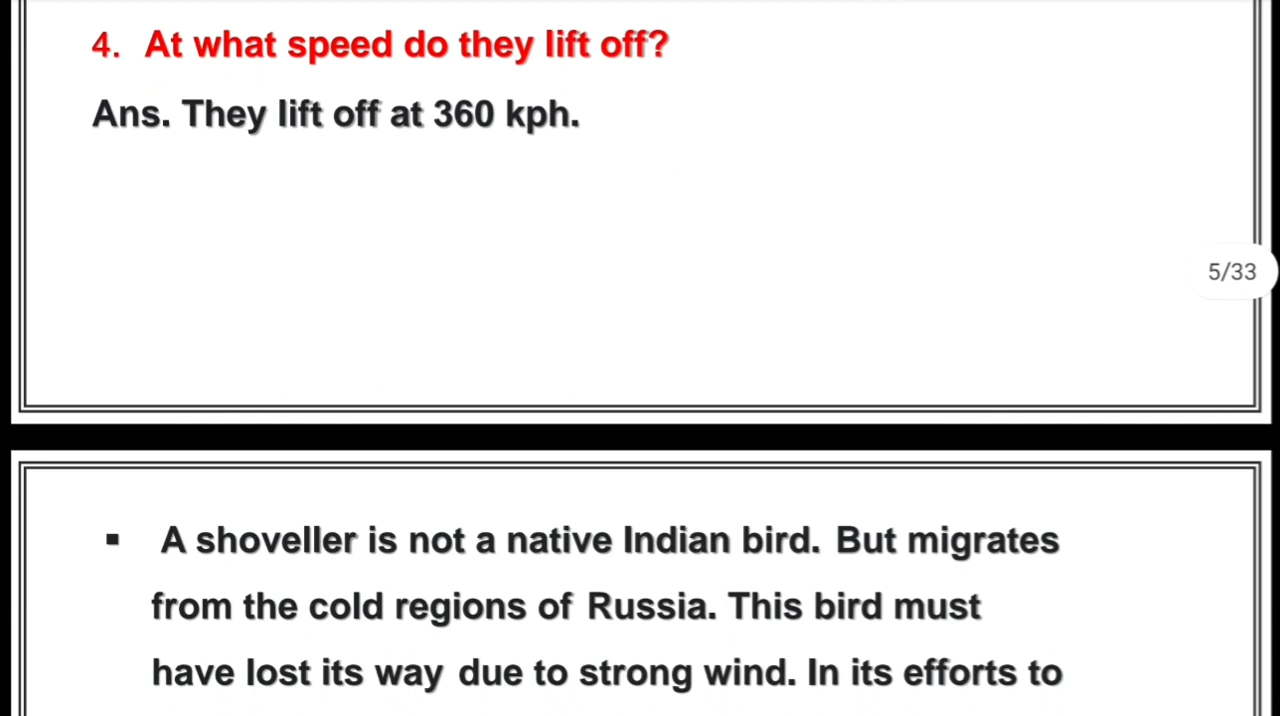 4. At what speed do they lift off?
Ans. They lift off at 360 kph.
5/33
▪ A shoveller is not a native Indian bird. But migrates
from the cold regions of Russia. This bird must
have lost its way due to strong wind. In its efforts to